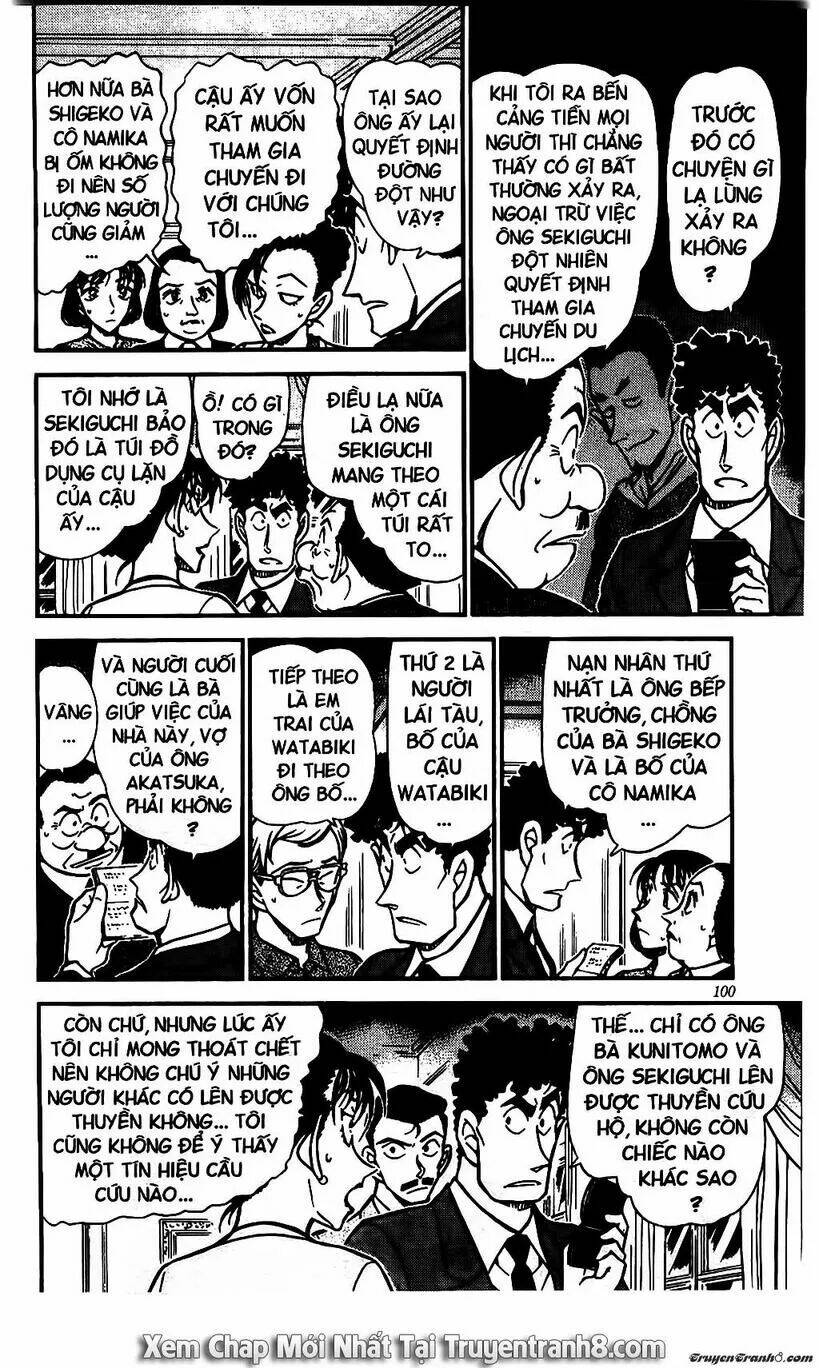 TRƯỚC
ĐÓ CÓ
CHUYỆN GÌ
LẠ LÙNG
XẢY RA
KHÔNG
?
KHI TÔI RA BẾN
CẢNG TIỄN MỌI
NGƯỜI THÌ CHẲNG
THẤY CÓ GÌ BẤT
THƯỜNG XẢY RA,
NGOẠI TRỪ VIỆC
ÔNG SEKIGUCHI
ĐỘT NHIÊN
QUYẾT ĐỊNH
THAM GIA
CHUYẾN DU
LỊCH...
TẠI SAO
ÔNG ẤY LẠI
QUYẾT ĐỊNH
ĐƯỜNG
ĐỘT NHƯ
VẬY?
CẬU ẤY VỐN
RẤT MUỐN
THAM GIA
CHUYẾN ĐI
VỚI CHÚNG
TÔI...
HƠN NỮA BÀ
SHIGEKO VÀ
CÔ NAMIKA
BỊ ỐM KHÔNG
ĐI NÊN SỐ
LƯỢNG NGƯỜI
CŨNG GIẢM
...
ĐIỀU LẠ NỮA
LÀ ÔNG
SEKIGUCHI
MANG THEO
MỘT CÁI
TÚI RẤT
TO...
Ồ! CÓ GÌ
TRONG
ĐÓ?
TÔI NHỚ LÀ
SEKIGUCHI BẢO
ĐÓ LÀ TÚI ĐỒ
DỤNG CỤ LẶN
CỦA CẬU
ẤY...
NẠN NHÂN THỨ
NHẤT LÀ ÔNG BẾP
TRƯỞNG, CHỒNG
CỦA BÀ SHIGEKO
VÀ LÀ BỐ CỦA
CÔ NAMIKA
...
THỨ 2 LÀ
NGƯỜI
LÁI TÀU,
BỐ CỦA
CẬU
WATABIKI
...
TIẾP THEO
LÀ EM
TRAI CỦA
WATABIKI
ĐI THEO
ÔNG BỐ...
VÀ NGƯỜI CUỐI
CÙNG LÀ BÀ
GIÚP VIỆC CỦA
NHÀ NÀY, VỢ
CỦA ÔNG
AKATSUKA,
PHẢI KHÔNG
?
VÂNG
...
100
THẾ... CHỈ CÓ ÔNG
BÀ KUNITOMO VÀ
ÔNG SEKIGUCHI LÊN
ĐƯỢC THUYỀN CỨU
HỘ, KHÔNG CÒN
CHIẾC NÀO
KHÁC SAO
?
CÒN CHỨ, NHƯNG LÚC ẤY
TÔI CHỈ MONG THOÁT CHẾT
NÊN KHÔNG CHÚ Ý NHỮNG
NGƯỜI KHÁC CÓ LÊN ĐƯỢC
THUYỀN KHÔNG... TÔI
CŨNG KHÔNG ĐỂ Ý THẤY
MỘT TÍN HIỆU CẦU
CỨU NÀO...
Xem Chap Mới Nhất Tại Truyentranh8.com
TruyenTranh8.com